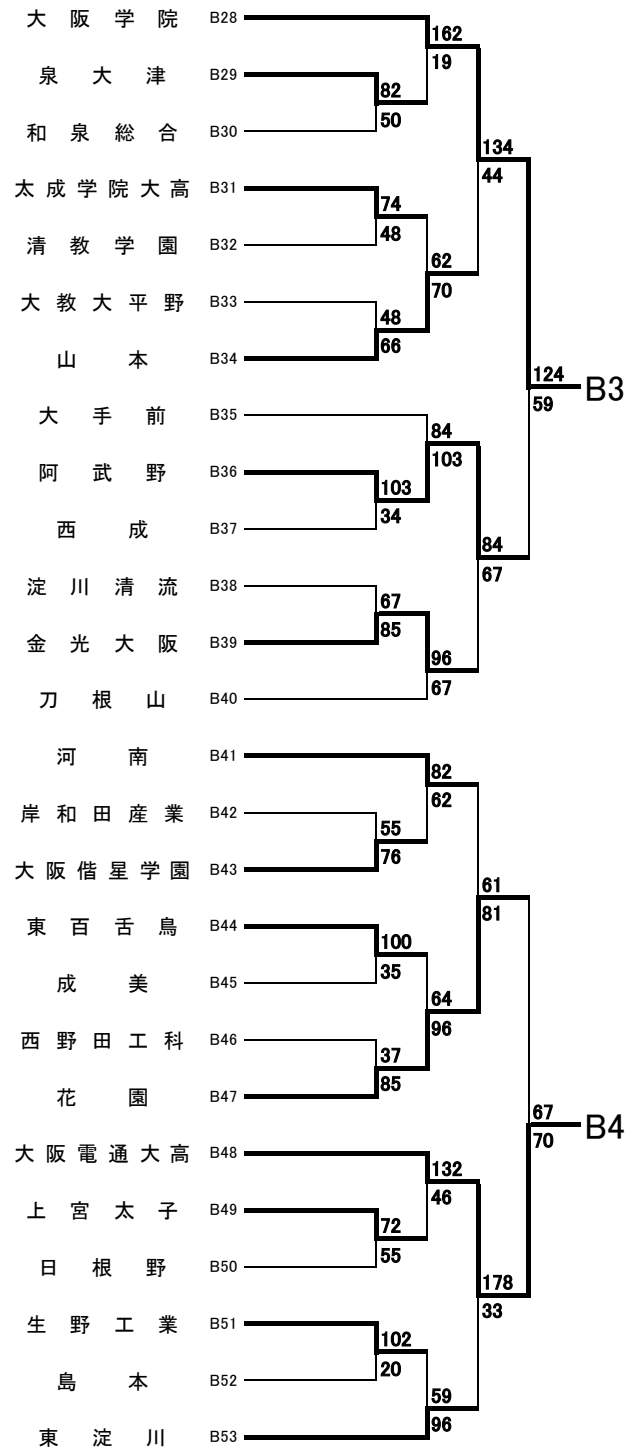 大阪学院 B28
162
泉大津 B29
19
82
和泉総合 B30
50
134
44
太成学院大高 B31
74
清教学園 B32
48
62
70
大教大平野 B33
48
山本 B34
66
124
B3
59
大手前 B35
84
阿武野 B36
103
103
西成 B37
34
84
67
淀川清流 B38
67
金光大阪 B39
85
96
刀根山 B40
67
河南 B41
82
岸和田産業 B42
62
55
大阪偕星学園 B43
76
61
81
東百舌鳥 B44
100
成美 B45
35
64
96
西野田工科 B46
37
花園 B47
85
67
B4
70
大阪電通大高 B48
132
上宮太子 B49
46
72
日根野 B50
55
178
33
生野工業 B51
102
島本 B52
20
59
東淀川 B53
96